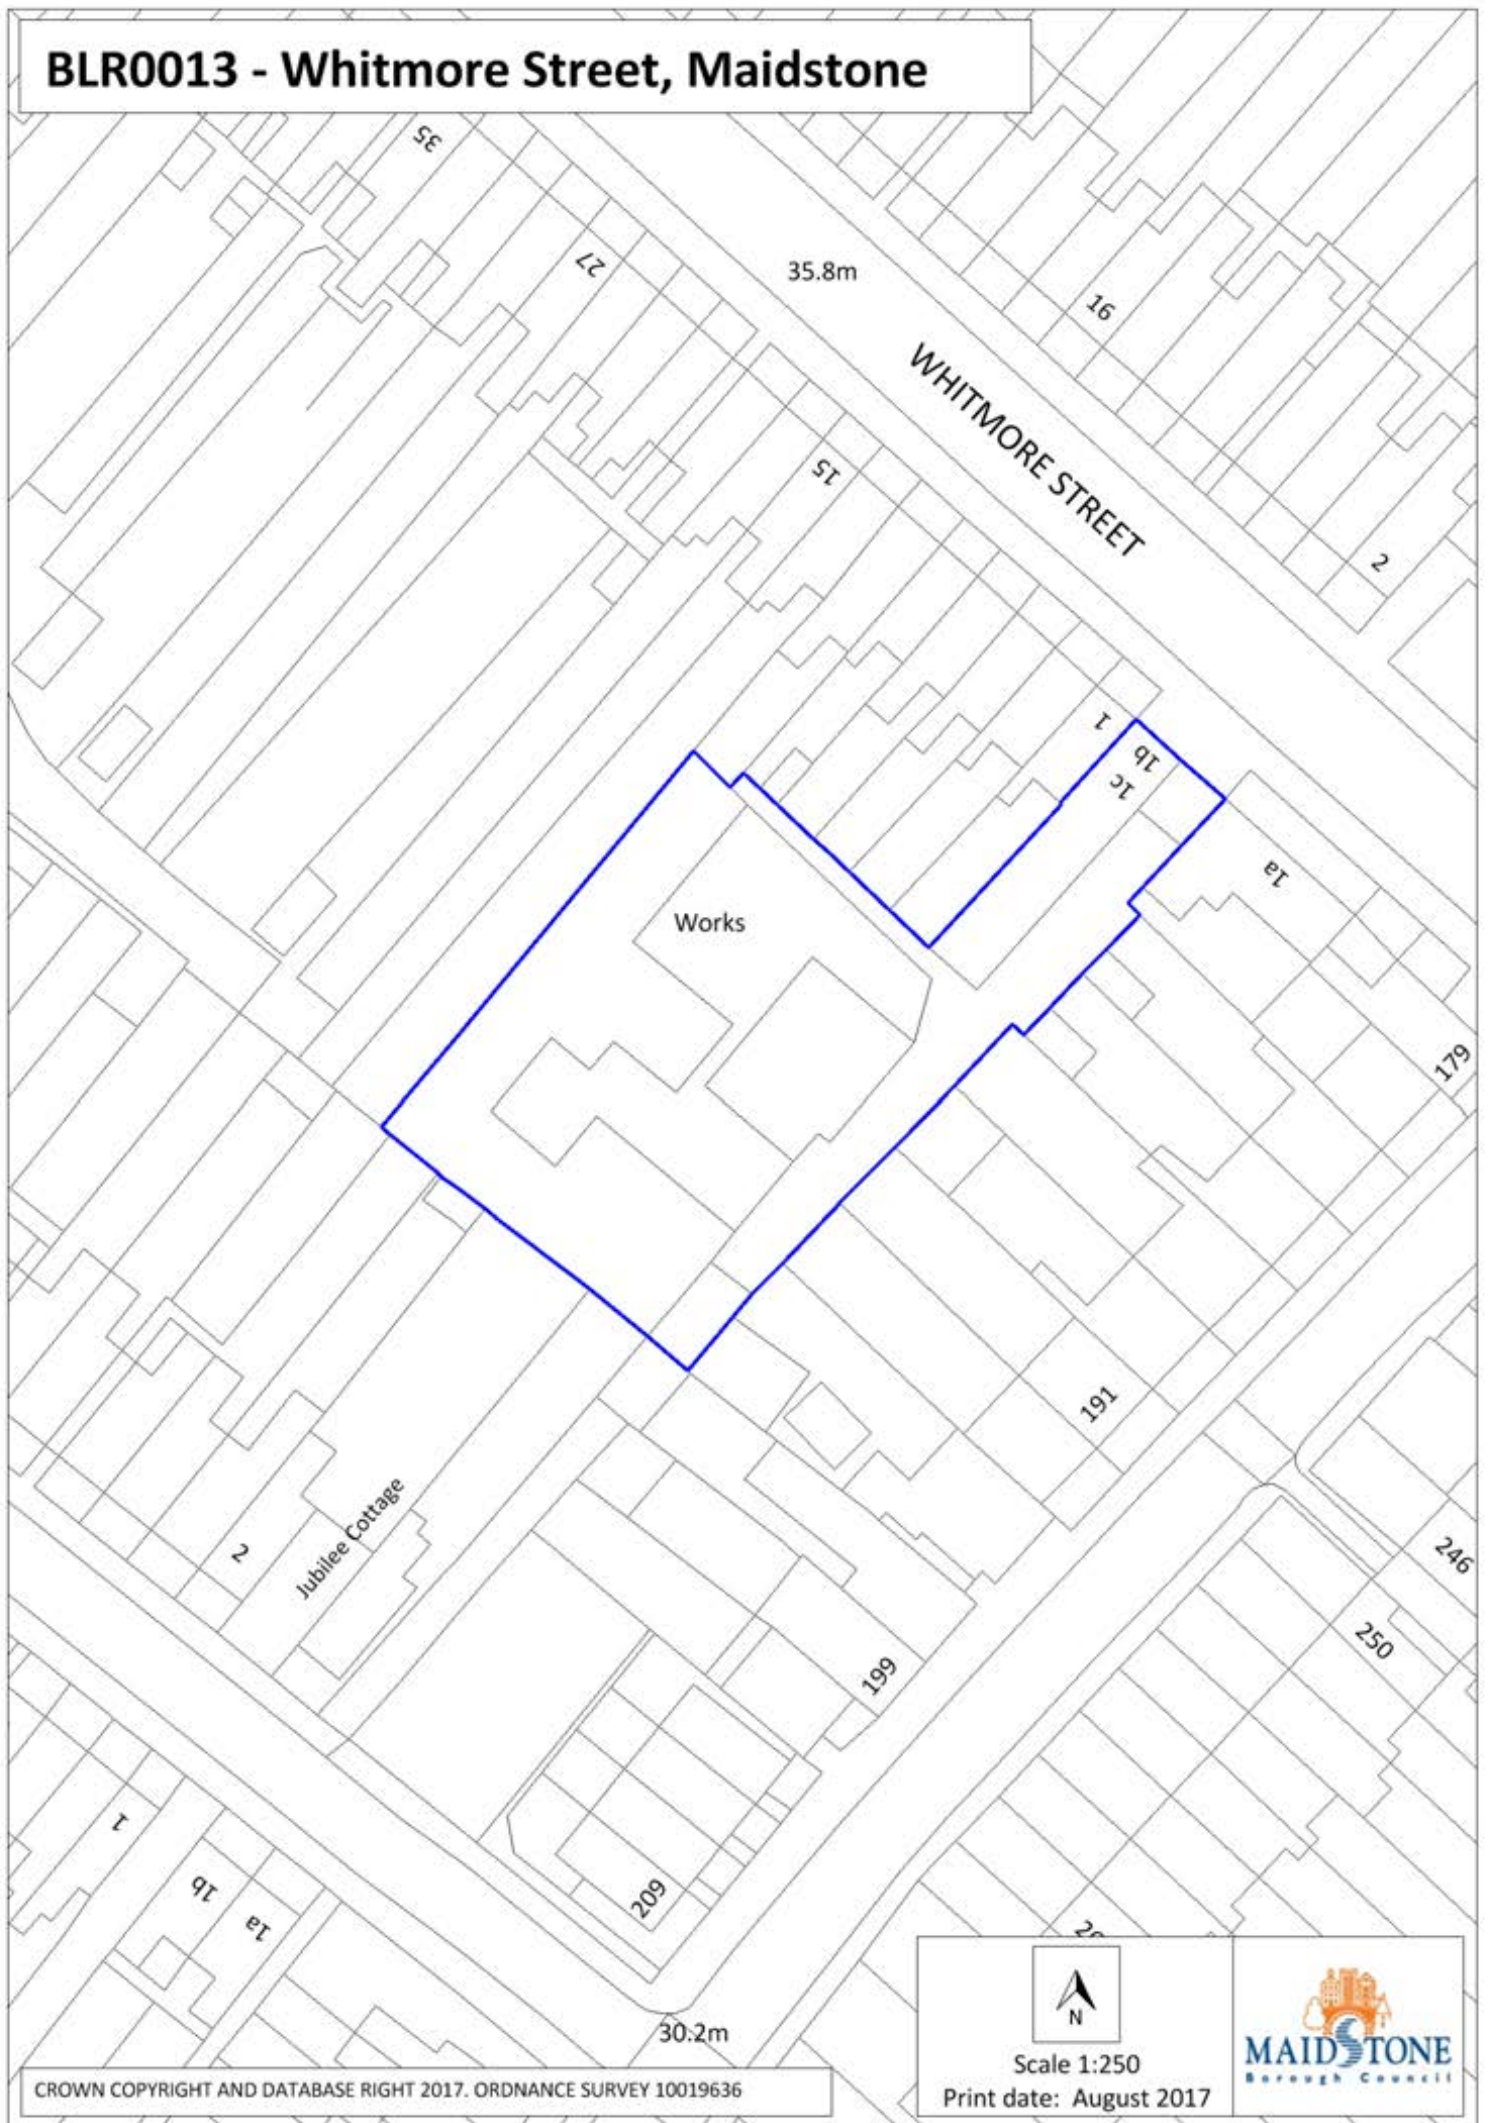 BLR0013 - Whitmore Street, Maidstone
35
27
35.8m
16
WHITMORE STREET
15
2
1
1b
1c
1a
Works
179
191
Jubilee Cottage
2
246
250
199
1
1b
1a
209
30.2m
N
Scale 1:250
Print date: August 2017
MAIDSTONE
Borough Council
CROWN COPYRIGHT AND DATABASE RIGHT 2017. ORDNANCE SURVEY 10019636